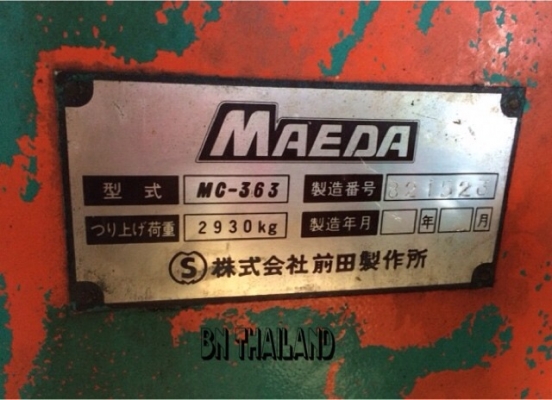 MAEDA
型式 MC-363 製造番号
つり上げ荷重 2930kg 製造年月 年 月
Ⓢ株式会社前田製作所
BN THAILAND